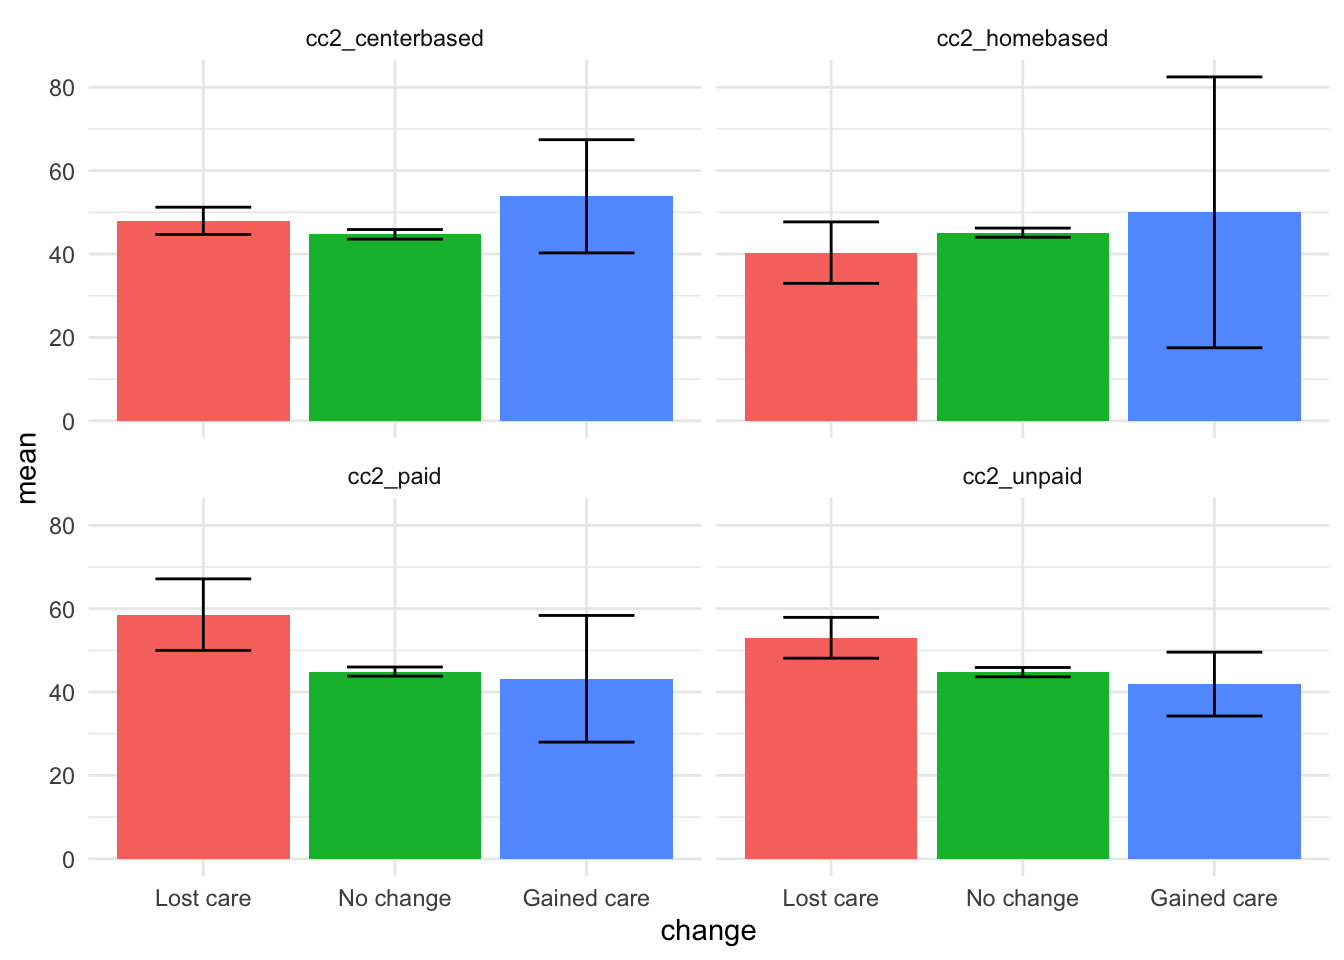 cc2_centerbased
cc2_homebased
80
60
40
20
0
cc2_paid
cc2_unpaid
80
60
40
20
0
mean
Lost care
No change
Gained care
Lost care
No change
Gained care
change